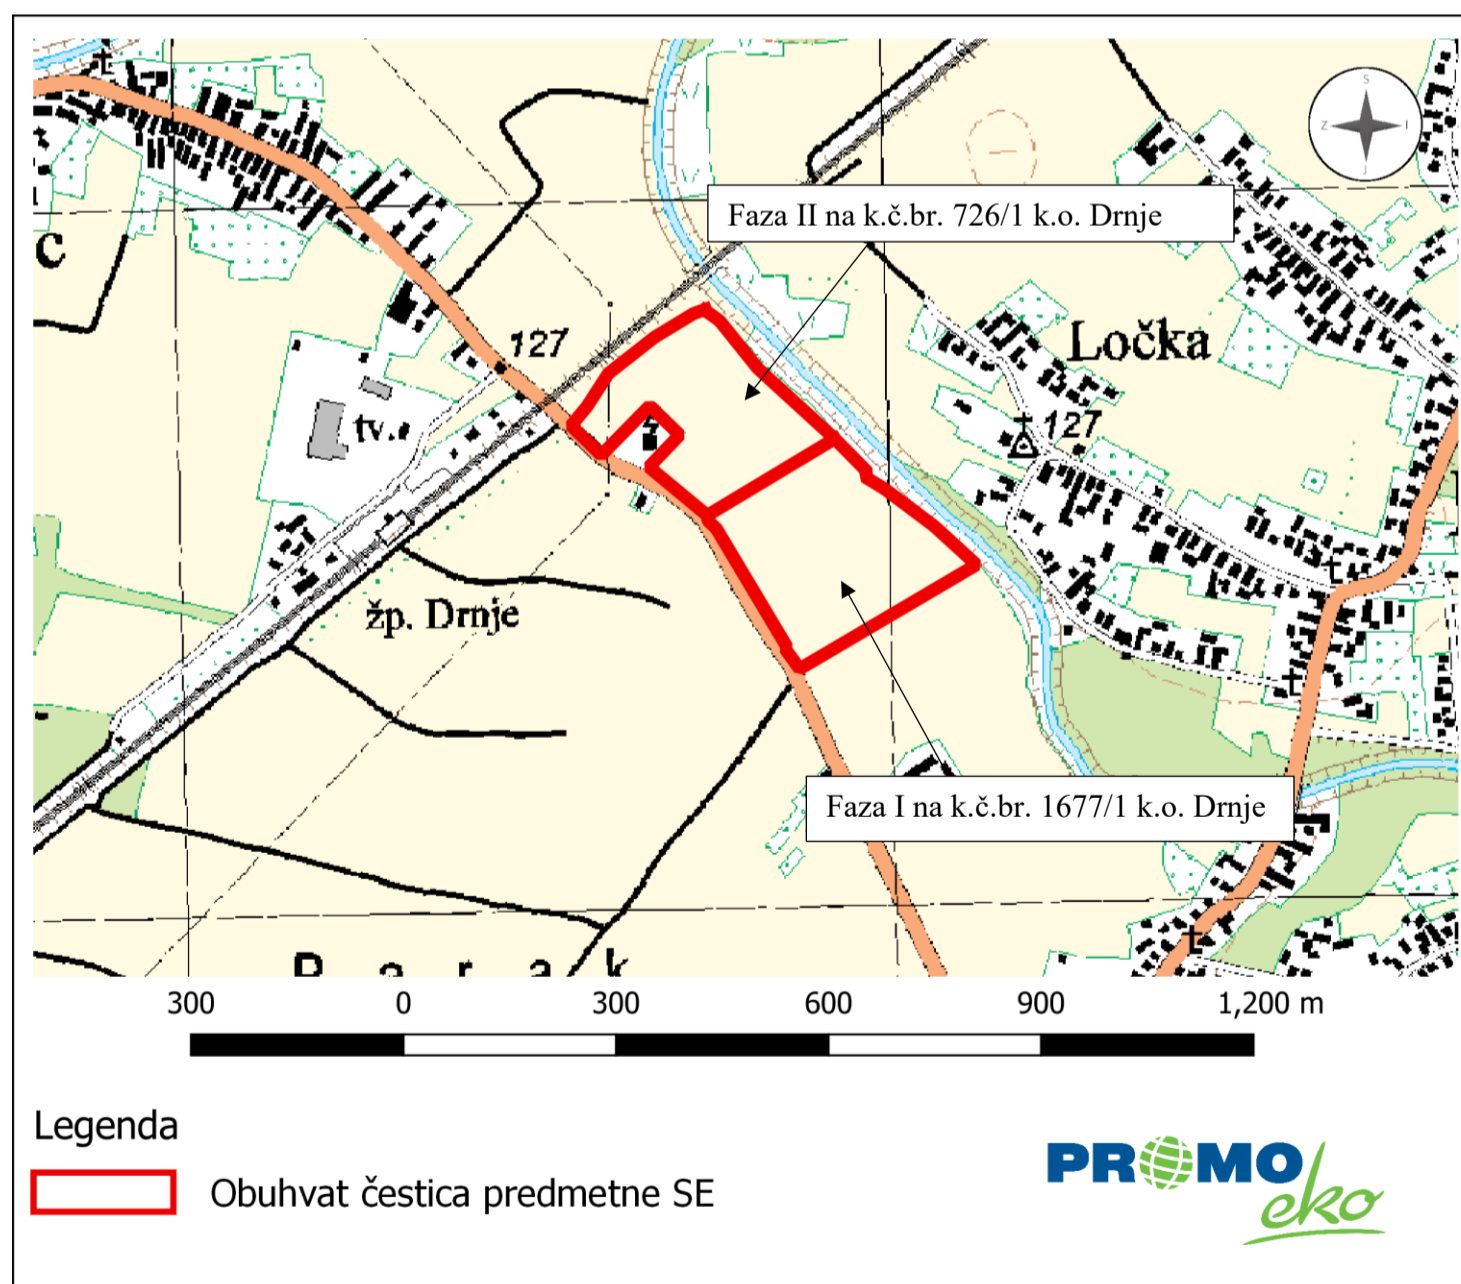 S
Z I
J
Faza II na k.č.br. 726/1 k.o. Drnje
c
127
Ločka
127
tv.
žp. Drnje
Faza I na k.č.br. 1677/1 k.o. Drnje
300 0 300 600 900 1,200 m
Legenda
Obuhvat čestica predmetne SE
PROMO
eko